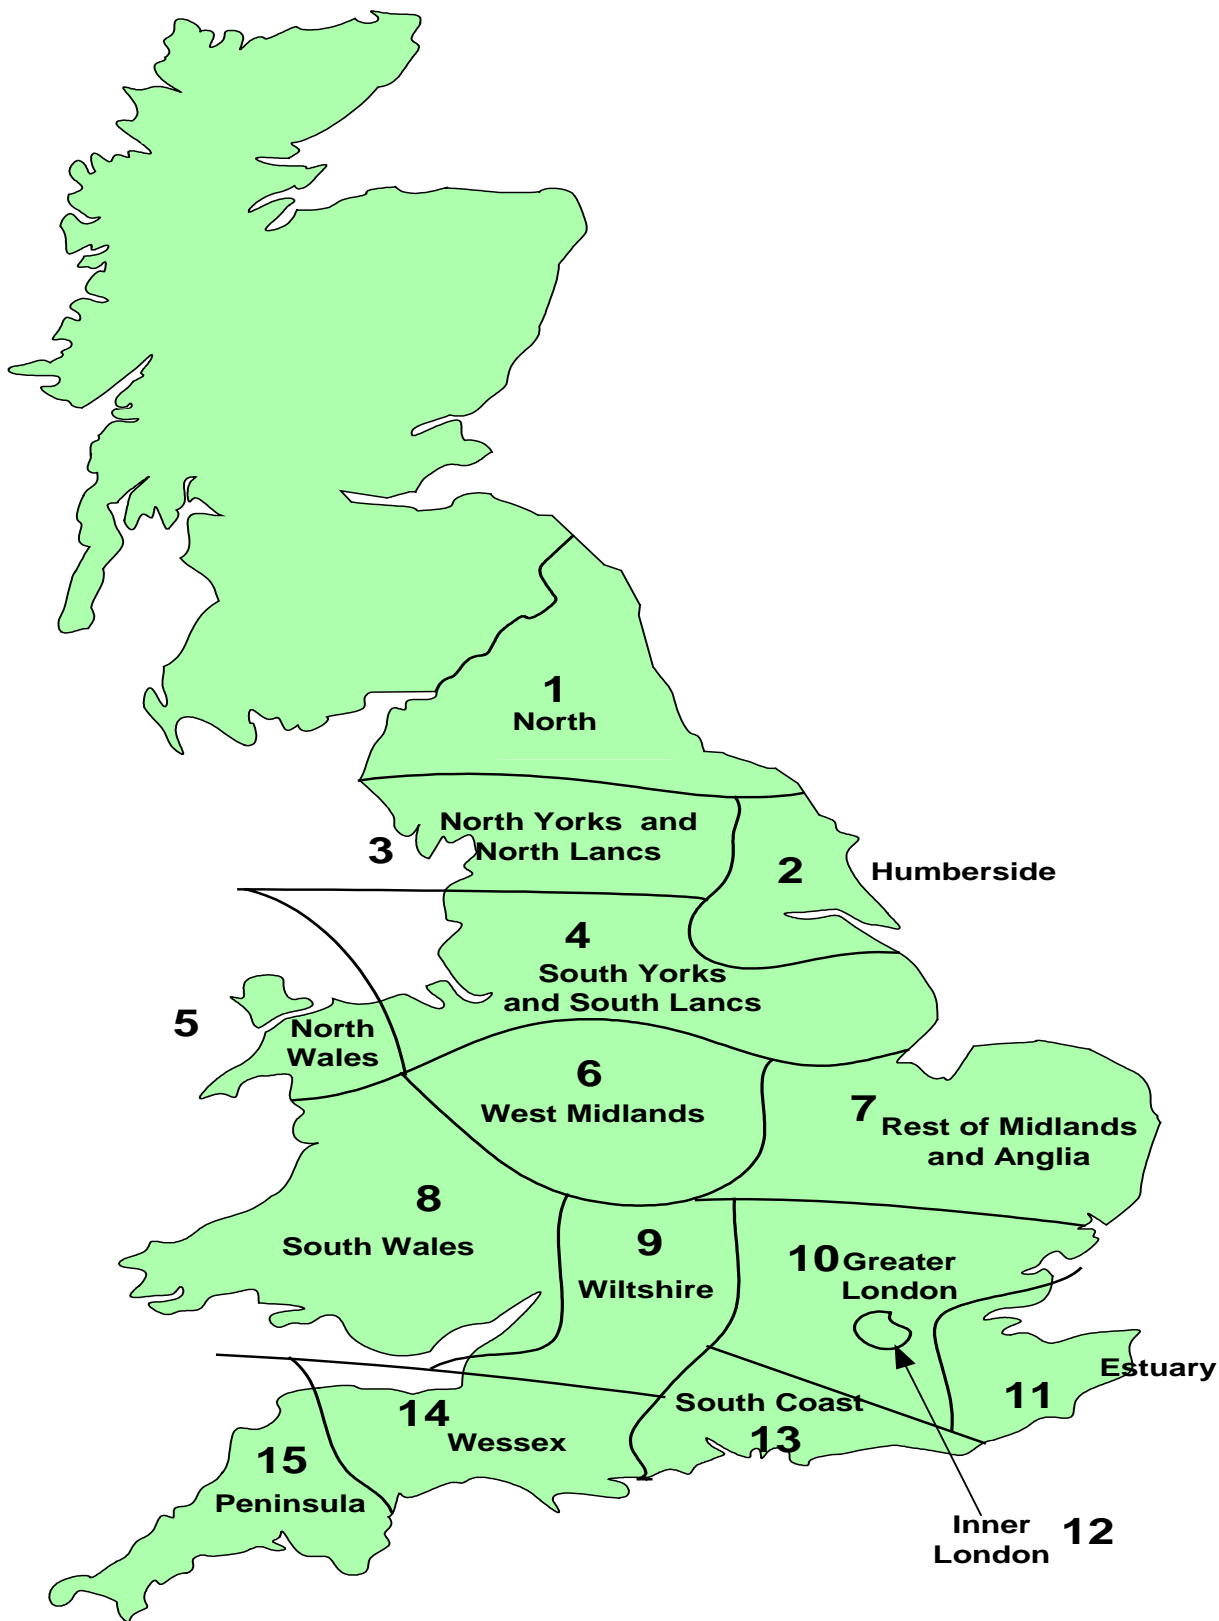 1
North
North Yorks and
North Lancs
3
2
Humberside
4
South Yorks
and South Lancs
5
North
Wales
6
West Midlands
7
Rest of Midlands
and Anglia
8
South Wales
9
Wiltshire
10 Greater
London
Estuary
11
South Coast
13
14
Wessex
15
Peninsula
Inner
London
12